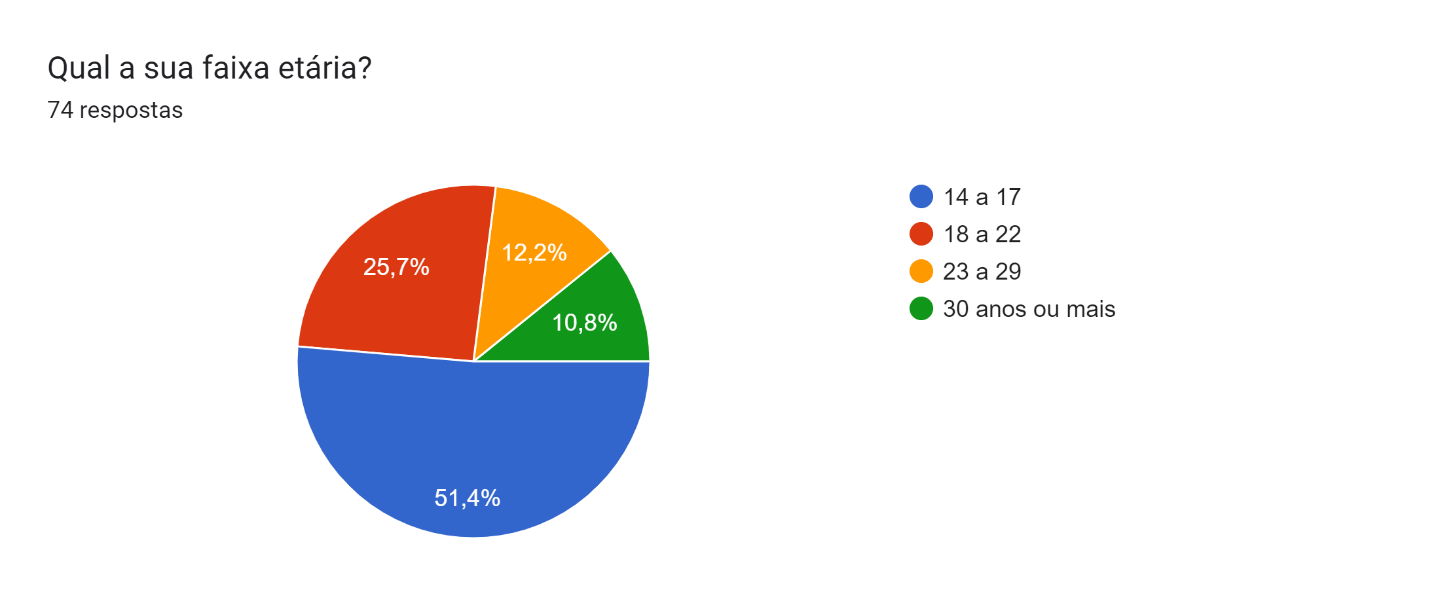 Qual a sua faixa etária?
74 respostas
14 a 17
18 a 22
23 a 29
30 anos ou mais
25,7%
12,2%
10,8%
51,4%